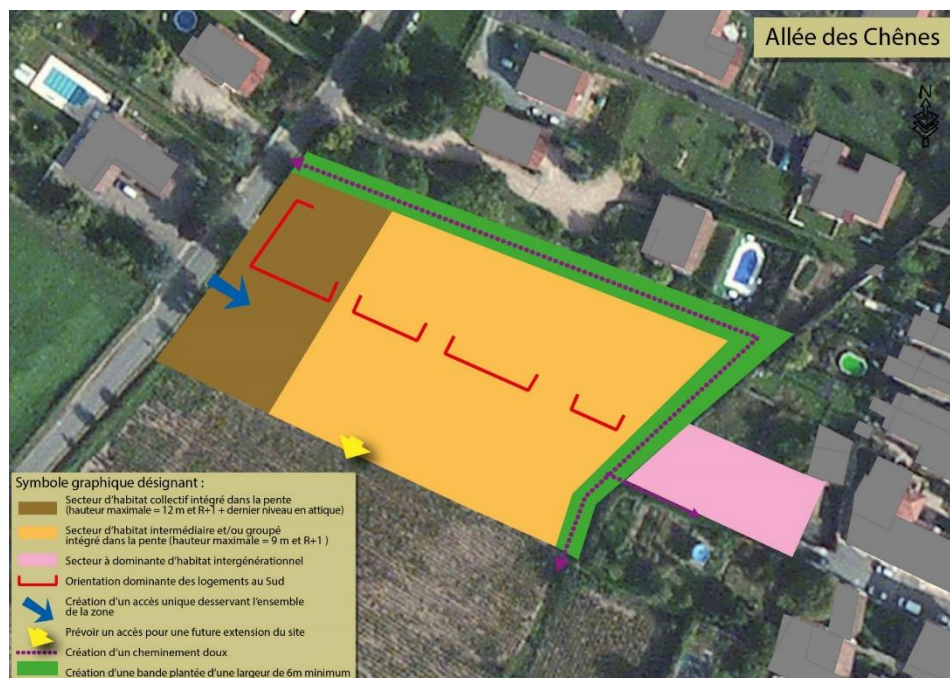 Allée des Chênes
N
Symbole graphique désignant :
Secteur d'habitat collectif intégré dans la pente
(hauteur maximale = 12 m et R+1 + dernier niveau en attique)
Secteur d'habitat intermédiaire et/ou groupé
intégré dans la pente (hauteur maximale = 9 m et R+1 )
Secteur à dominante d'habitat intergénérationnel
Orientation dominante des logements au Sud
Création d'un accès unique desservant l'ensemble
de la zone
Prévoir un accès pour une future extension du site
Création d'un cheminement doux
Création d'une bande plantée d'une largeur de 6m minimum